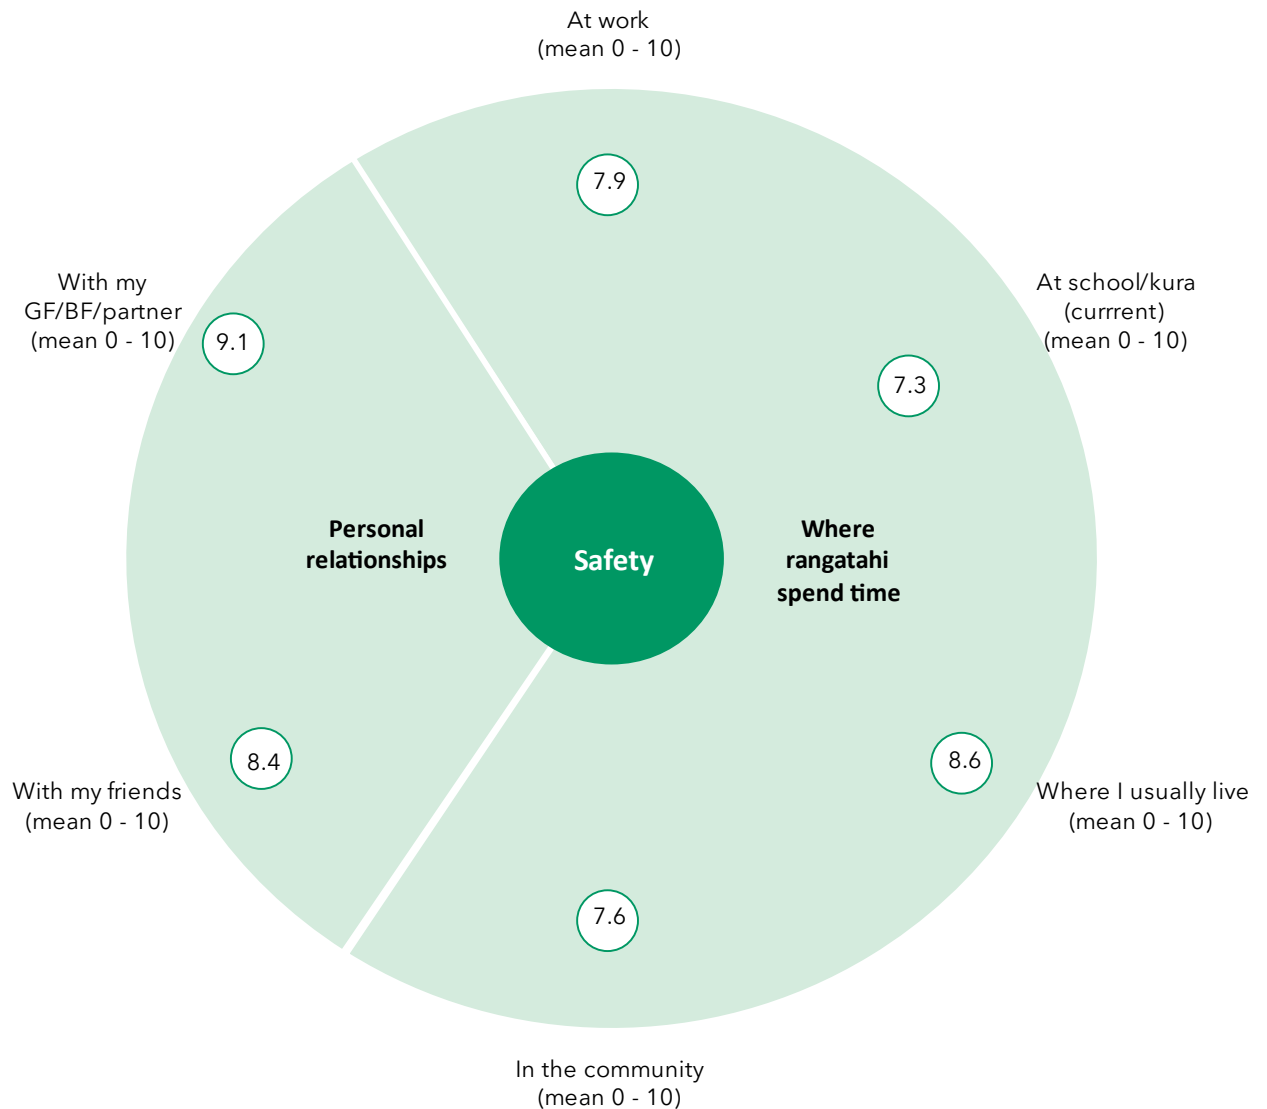 At work
(mean 0 - 10)
7.9
With my
GF/BF/partner
(mean 0 - 10)
9.1
At school/kura
(currrent)
(mean 0 - 10)
7.3
Personal
relationships
Safety
Where
rangatahi
spend time
8.4
With my friends
(mean 0 - 10)
8.6
Where I usually live
(mean 0 - 10)
7.6
In the community
(mean 0 - 10)